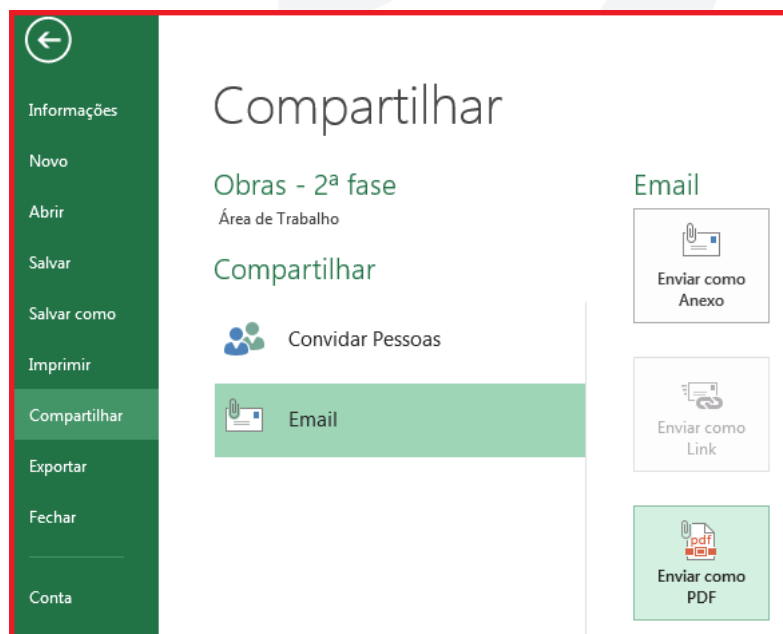 Informações
Novo
Abrir
Salvar
Salvar como
Imprimir
Compartilhar
Exportar
Fechar
Conta
Compartilhar
Obras - 2ª fase
Área de Trabalho
Compartilhar
Convidar Pessoas
Email
Email
Enviar como
Anexo
Enviar como
Link
pdf
Enviar como
PDF